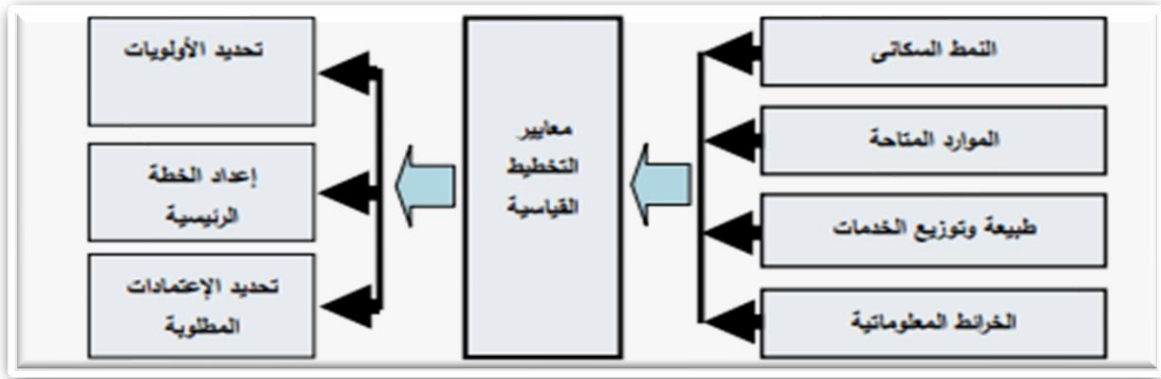 النمط السكانى
الموارد المتاحة
طبيعة وتوزيع الخدمات
الخرائط المعلوماتية
معايير
التخطيط
القياسية
تحديد الأولويات
إعداد الخطة
الرئيسية
تحديد الإعتمادات
المطلوبة